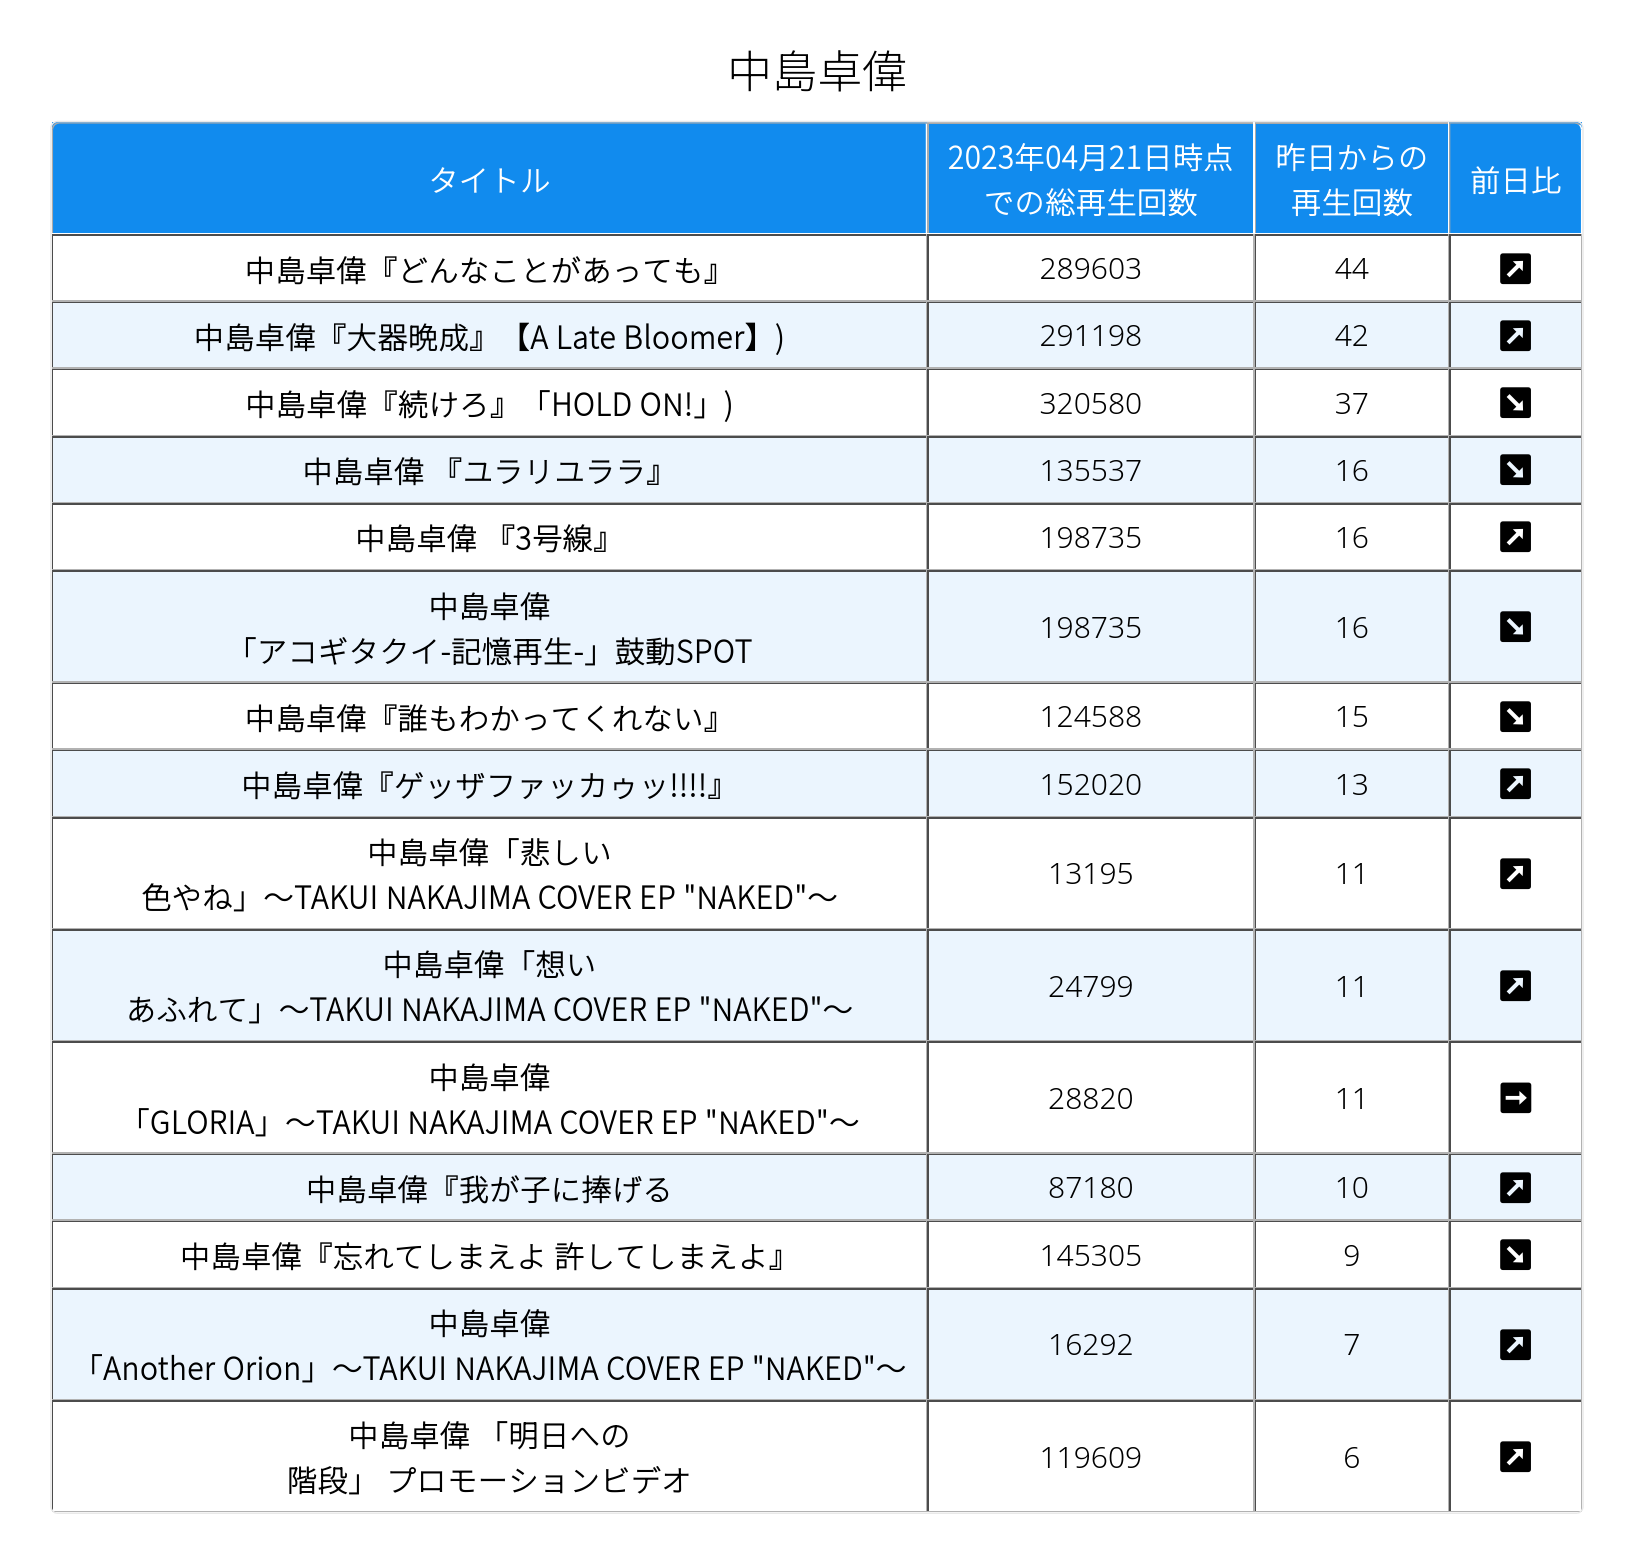 中島卓偉
タイトル
2023年04月21日時点
での総再生回数
昨日からの
再生回数
前日比
中島卓偉『どんなことがあっても』 289603 44 ↗
中島卓偉『大器晩成』【A Late Bloomer】) 291198 42 ↗
中島卓偉『続けろ』「HOLD ON!」) 320580 37 ↘
中島卓偉 『ユラリユララ』 135537 16 ↘
中島卓偉 『3号線』 198735 16 ↗
中島卓偉
「アコギタクイ-記憶再生-」鼓動SPOT 198735 16 ↘
中島卓偉『誰もわかってくれない』 124588 15 ↘
中島卓偉『ゲッザファッカゥッ!!!!』 152020 13 ↗
中島卓偉「悲しい
色やね」～TAKUI NAKAJIMA COVER EP "NAKED"～ 13195 11 ↗
中島卓偉「想い
あふれて」～TAKUI NAKAJIMA COVER EP "NAKED"～ 24799 11 ↗
中島卓偉
「GLORIA」～TAKUI NAKAJIMA COVER EP "NAKED"～ 28820 11 →
中島卓偉『我が子に捧げる 87180 10 ↗
中島卓偉『忘れてしまえよ 許してしまえよ』 145305 9 ↘
中島卓偉
「Another Orion」～TAKUI NAKAJIMA COVER EP "NAKED"～ 16292 7 ↗
中島卓偉 「明日への
階段」 プロモーションビデオ 119609 6 ↗